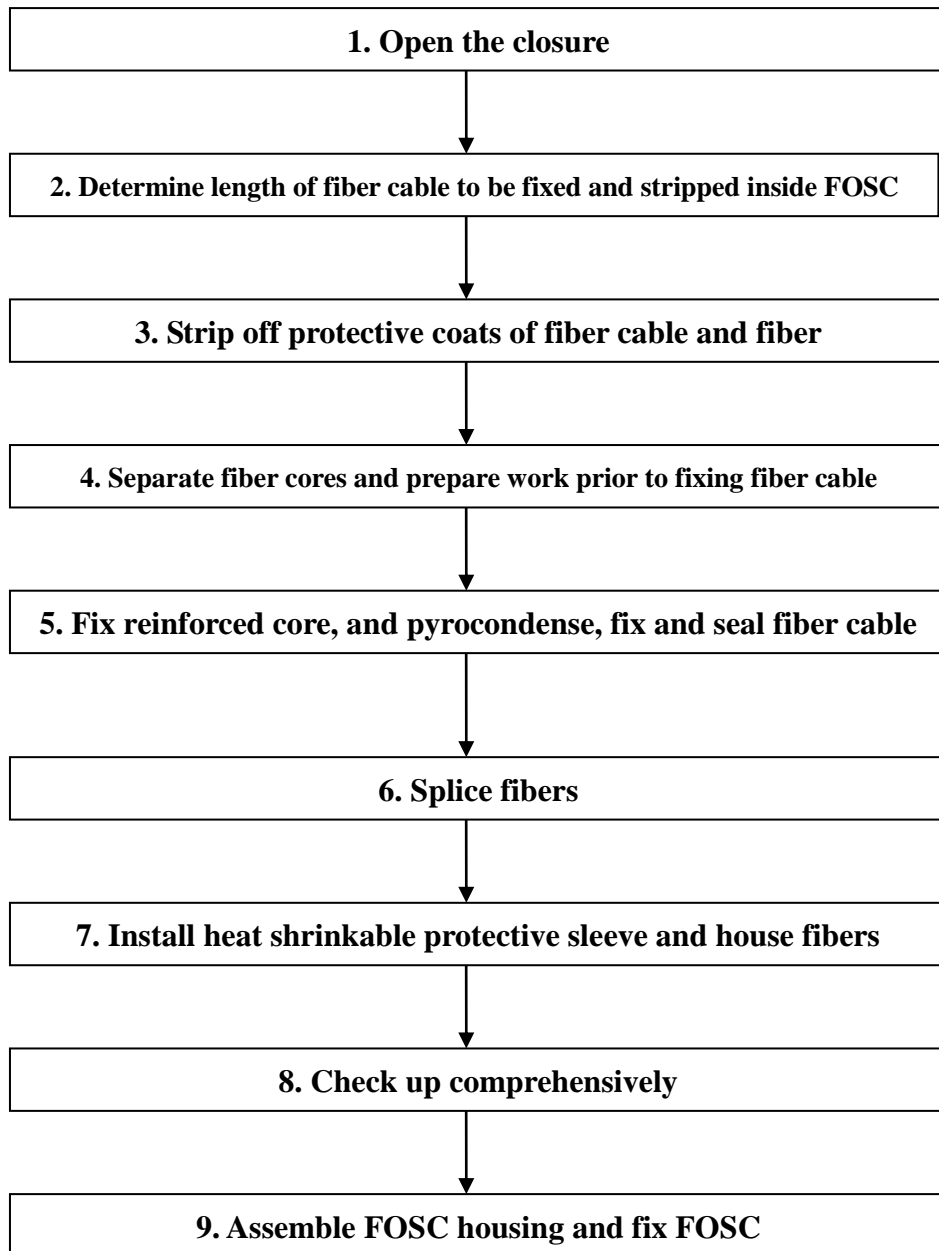 1. Open the closure
2. Determine length of fiber cable to be fixed and stripped inside FOSC
3. Strip off protective coats of fiber cable and fiber
4. Separate fiber cores and prepare work prior to fixing fiber cable
5. Fix reinforced core, and pyrocondense, fix and seal fiber cable
6. Splice fibers
7. Install heat shrinkable protective sleeve and house fibers
8. Check up comprehensively
9. Assemble FOSC housing and fix FOSC